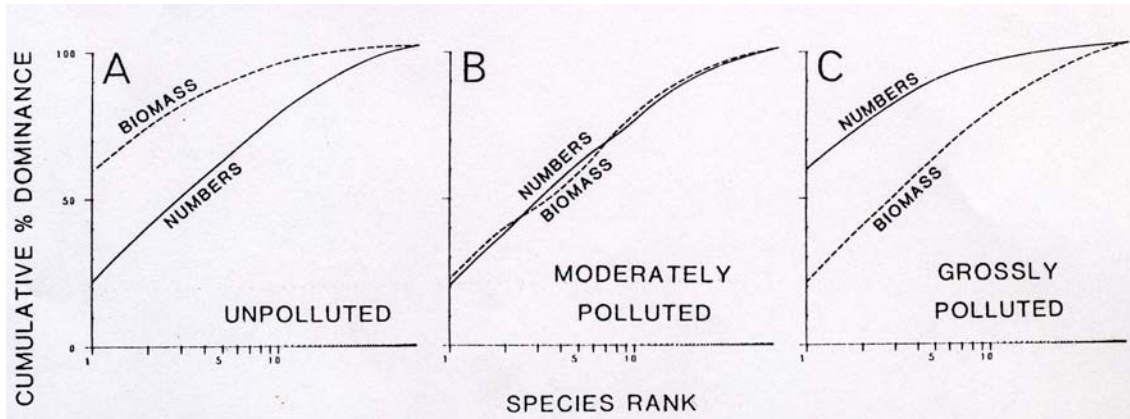 CUMULATIVE % DOMINANCE
100
50
0
A
BIOMASS
NUMBERS
UNPOLLUTED
1
5
10
B
NUMBERS
BIOMASS
MODERATELY
POLLUTED
1
5
10
C
NUMBERS
BIOMASS
GROSSLY
POLLUTED
1
5
10
SPECIES RANK